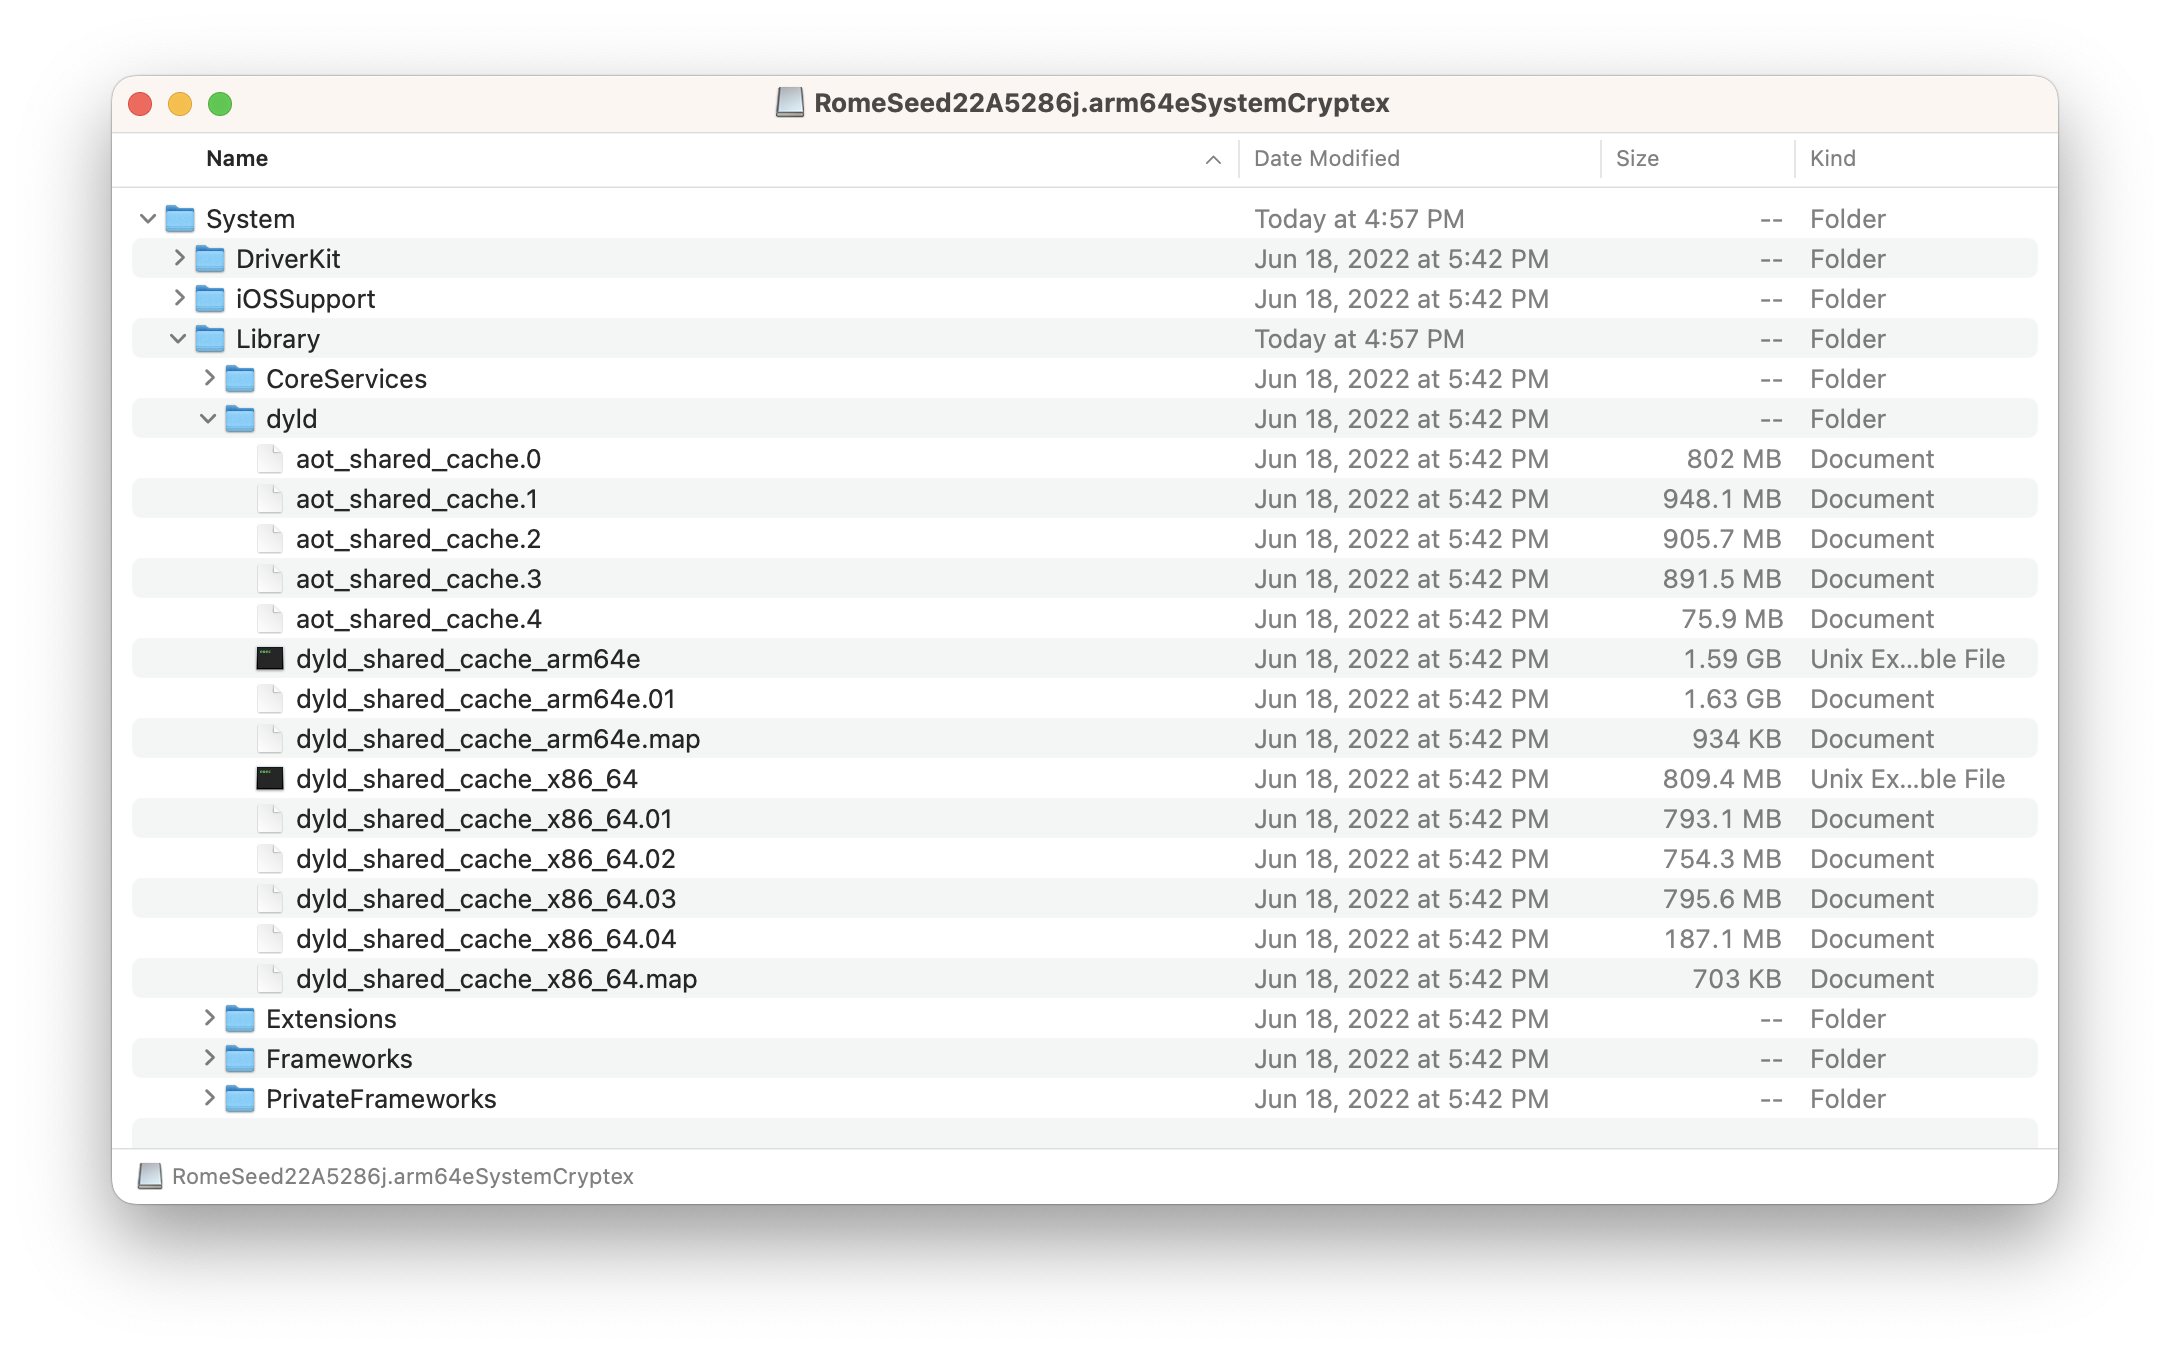 RomeSeed22A5286j.arm64eSystemCryptex
Name Date Modified Size Kind
System Today at 4:57 PM -- Folder
DriverKit Jun 18, 2022 at 5:42 PM -- Folder
iOSSupport Jun 18, 2022 at 5:42 PM -- Folder
Library Today at 4:57 PM -- Folder
CoreServices Jun 18, 2022 at 5:42 PM -- Folder
dyld Jun 18, 2022 at 5:42 PM -- Folder
aot_shared_cache.0 Jun 18, 2022 at 5:42 PM 802 MB Document
aot_shared_cache.1 Jun 18, 2022 at 5:42 PM 948.1 MB Document
aot_shared_cache.2 Jun 18, 2022 at 5:42 PM 905.7 MB Document
aot_shared_cache.3 Jun 18, 2022 at 5:42 PM 891.5 MB Document
aot_shared_cache.4 Jun 18, 2022 at 5:42 PM 75.9 MB Document
dyld_shared_cache_arm64e Jun 18, 2022 at 5:42 PM 1.59 GB Unix Ex...ble File
dyld_shared_cache_arm64e.01 Jun 18, 2022 at 5:42 PM 1.63 GB Document
dyld_shared_cache_arm64e.map Jun 18, 2022 at 5:42 PM 934 KB Document
dyld_shared_cache_x86_64 Jun 18, 2022 at 5:42 PM 809.4 MB Unix Ex...ble File
dyld_shared_cache_x86_64.01 Jun 18, 2022 at 5:42 PM 793.1 MB Document
dyld_shared_cache_x86_64.02 Jun 18, 2022 at 5:42 PM 754.3 MB Document
dyld_shared_cache_x86_64.03 Jun 18, 2022 at 5:42 PM 795.6 MB Document
dyld_shared_cache_x86_64.04 Jun 18, 2022 at 5:42 PM 187.1 MB Document
dyld_shared_cache_x86_64.map Jun 18, 2022 at 5:42 PM 703 KB Document
Extensions Jun 18, 2022 at 5:42 PM -- Folder
Frameworks Jun 18, 2022 at 5:42 PM -- Folder
PrivateFrameworks Jun 18, 2022 at 5:42 PM -- Folder
RomeSeed22A5286j.arm64eSystemCryptex